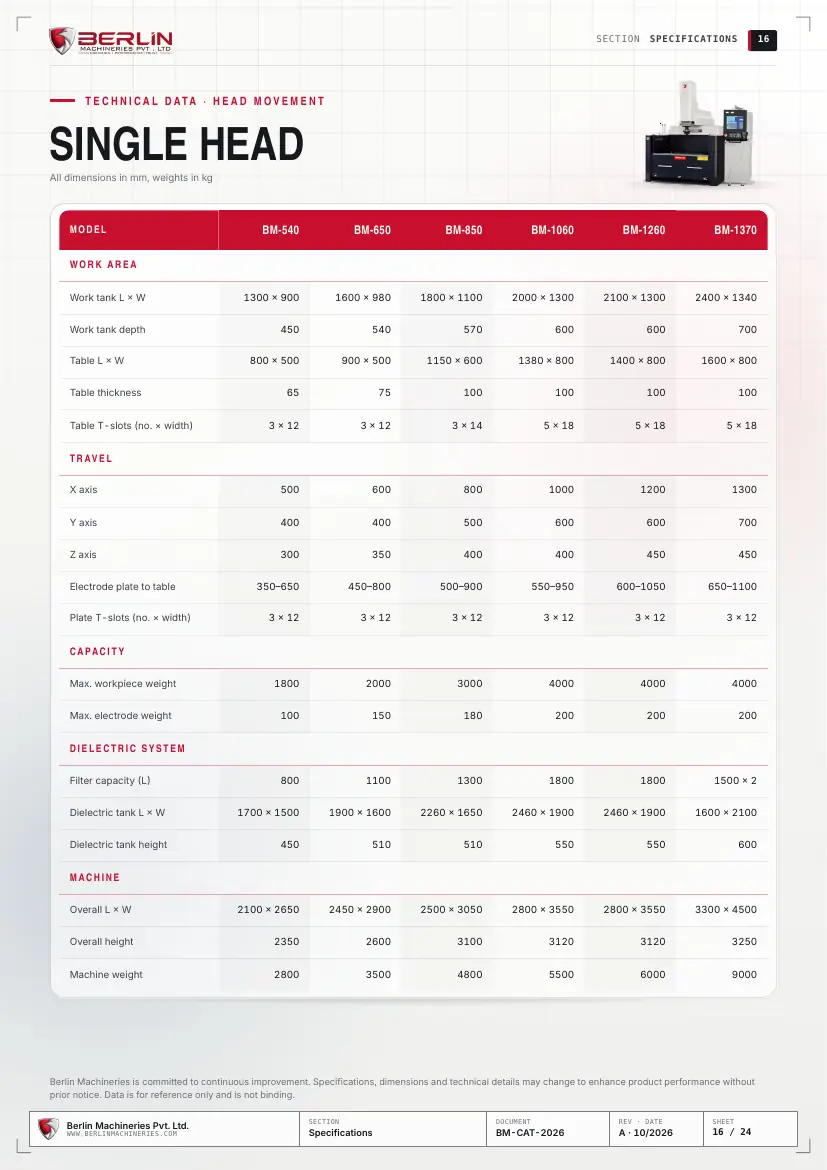 BERLIN
MACHINERIES PVT . LTD
SECTION SPECIFICATIONS 16
TECHNICAL DATA · HEAD MOVEMENT
SINGLE HEAD
All dimensions in mm, weights in kg
MODEL BM-540 BM-650 BM-850 BM-1060 BM-1260 BM-1370
WORK AREA
Work tank L × W 1300 × 900 1600 × 980 1800 × 1100 2000 × 1300 2100 × 1300 2400 × 1340
Work tank depth 450 540 570 600 600 700
Table L × W 800 × 500 900 × 500 1150 × 600 1380 × 800 1400 × 800 1600 × 800
Table thickness 65 75 100 100 100 100
Table T-slots (no. × width) 3 × 12 3 × 12 3 × 14 5 × 18 5 × 18 5 × 18
TRAVEL
X axis 500 600 800 1000 1200 1300
Y axis 400 400 500 600 600 700
Z axis 300 350 400 400 450 450
Electrode plate to table 350–650 450–800 500–900 550–950 600–1050 650–1100
Plate T-slots (no. × width) 3 × 12 3 × 12 3 × 12 3 × 12 3 × 12 3 × 12
CAPACITY
Max. workpiece weight 1800 2000 3000 4000 4000 4000
Max. electrode weight 100 150 180 200 200 200
DIELECTRIC SYSTEM
Filter capacity (L) 800 1100 1300 1800 1800 1500 × 2
Dielectric tank L × W 1700 × 1500 1900 × 1600 2260 × 1650 2460 × 1900 2460 × 1900 1600 × 2100
Dielectric tank height 450 510 510 550 550 600
MACHINE
Overall L × W 2100 × 2650 2450 × 2900 2500 × 3050 2800 × 3550 2800 × 3550 3300 × 4500
Overall height 2350 2600 3100 3120 3120 3250
Machine weight 2800 3500 4800 5500 6000 9000
Berlin Machineries is committed to continuous improvement. Specifications, dimensions and technical details may change to enhance product performance without
prior notice. Data is for reference only and is not binding.
Berlin Machineries Pvt. Ltd.
WWW.BERLINMACHINERIES.COM
SECTION
Specifications
DOCUMENT
BM-CAT-2026
REV · DATE
A · 10/2026
SHEET
16 / 24